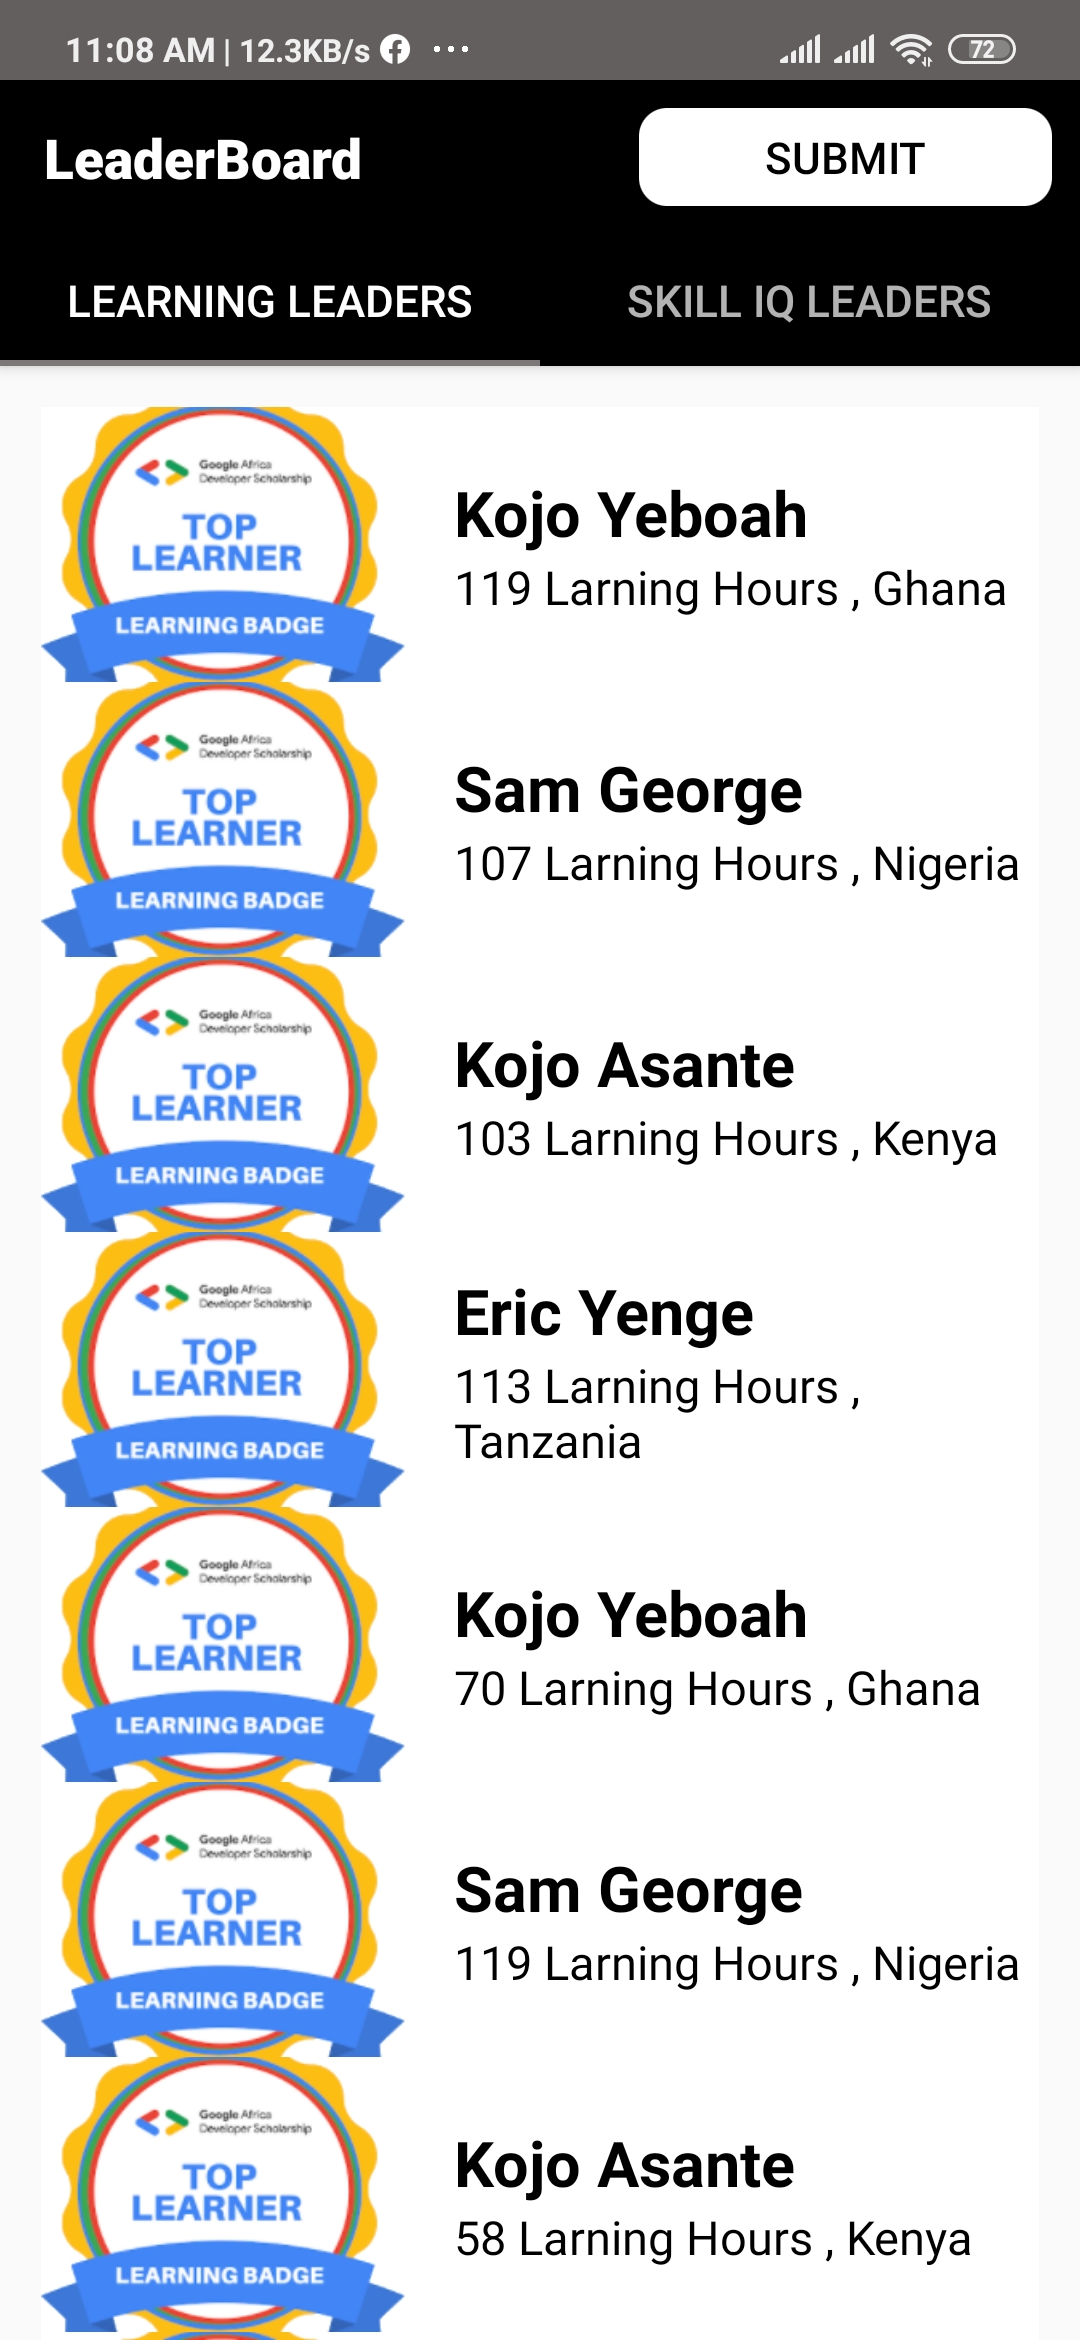 11:08 AM | 12.3KB/s ...
72
LeaderBoard
SUBMIT
LEARNING LEADERS
SKILL IQ LEADERS
Google Africa
Developer Scholarship
TOP
LEARNER
LEARNING BADGE
Kojo Yeboah
119 Larning Hours , Ghana
Google Africa
Developer Scholarship
TOP
LEARNER
LEARNING BADGE
Sam George
107 Larning Hours , Nigeria
Google Africa
Developer Scholarship
TOP
LEARNER
LEARNING BADGE
Kojo Asante
103 Larning Hours , Kenya
Google Africa
Developer Scholarship
TOP
LEARNER
LEARNING BADGE
Eric Yenge
113 Larning Hours ,
Tanzania
Google Africa
Developer Scholarship
TOP
LEARNER
LEARNING BADGE
Kojo Yeboah
70 Larning Hours , Ghana
Google Africa
Developer Scholarship
TOP
LEARNER
LEARNING BADGE
Sam George
119 Larning Hours , Nigeria
Google Africa
Developer Scholarship
TOP
LEARNER
LEARNING BADGE
Kojo Asante
58 Larning Hours , Kenya